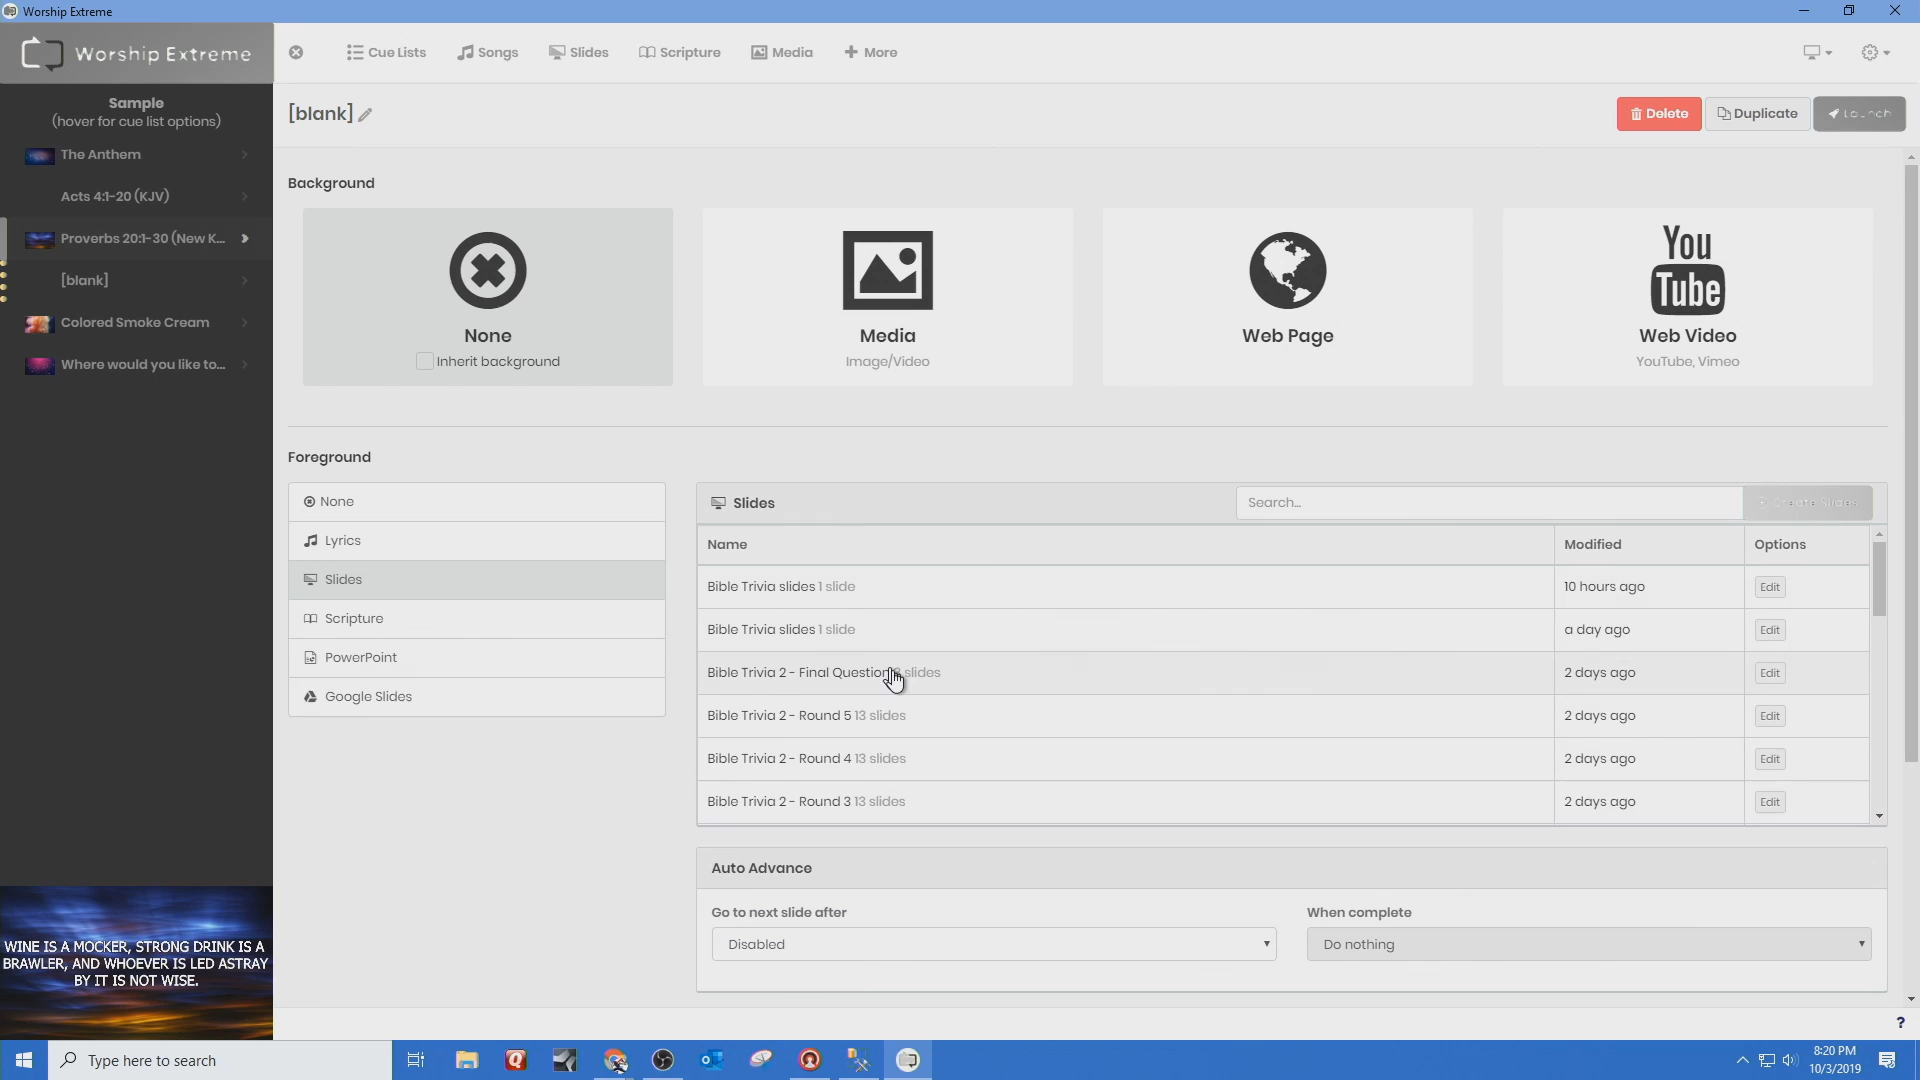 Worship Extreme
Worship Extreme
Cue Lists
Songs
Slides
Scripture
Media
More
Sample
(hover for cue list options)
The Anthem
Acts 4:1-20 (KJV)
Proverbs 20:1-30 (New K...
[blank]
Colored Smoke Cream
Where would you like to...
[blank]
Delete
Duplicate
Launch
Background
None
Inherit background
Media
Image/Video
Web Page
You
Tube
Web Video
YouTube, Vimeo
Foreground
None
Lyrics
Slides
Scripture
PowerPoint
Google Slides
Slides
Search...
Create Slides
Name Modified Options
Bible Trivia slides 1 slide 10 hours ago Edit
Bible Trivia slides 1 slide a day ago Edit
Bible Trivia 2 - Final Question slides 2 days ago Edit
Bible Trivia 2 - Round 5 13 slides 2 days ago Edit
Bible Trivia 2 - Round 4 13 slides 2 days ago Edit
Bible Trivia 2 - Round 3 13 slides 2 days ago Edit
Auto Advance
Go to next slide after
Disabled
When complete
Do nothing
WINE IS A MOCKER, STRONG DRINK IS A
BRAWLER, AND WHOEVER IS LED ASTRAY
BY IT IS NOT WISE.
?
Type here to search
8:20 PM
10/3/2019